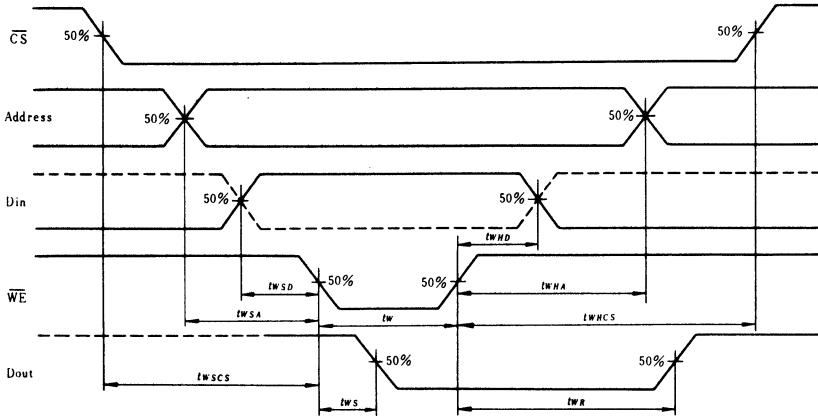 CS
50%
50%
Address
50%
50%
Din
50%
50%
tWHD
WE
50%
50%
tWSD
tWHA
tWSA
tW
tWHCS
Dout
50%
50%
tWSCS
tWS
tWR